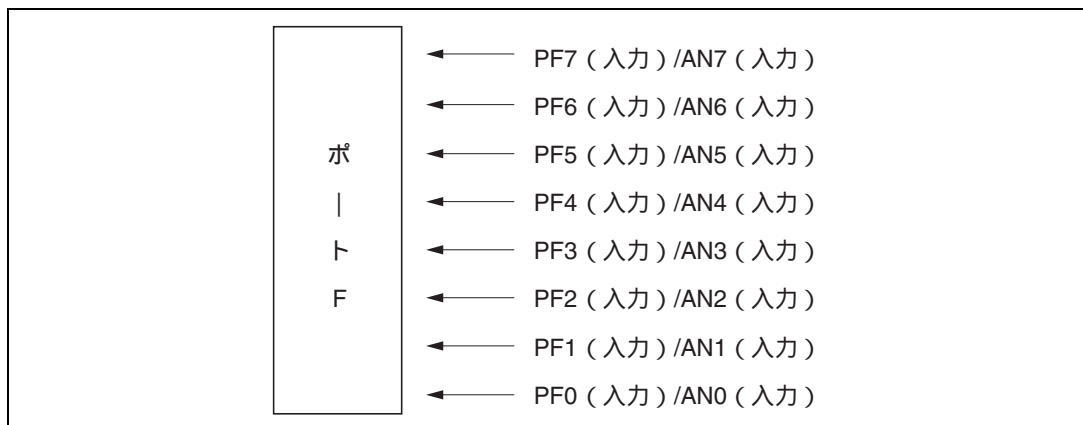 ポートF
PF7(入力)/AN7(入力)
PF6(入力)/AN6(入力)
PF5(入力)/AN5(入力)
PF4(入力)/AN4(入力)
PF3(入力)/AN3(入力)
PF2(入力)/AN2(入力)
PF1(入力)/AN1(入力)
PF0(入力)/AN0(入力)